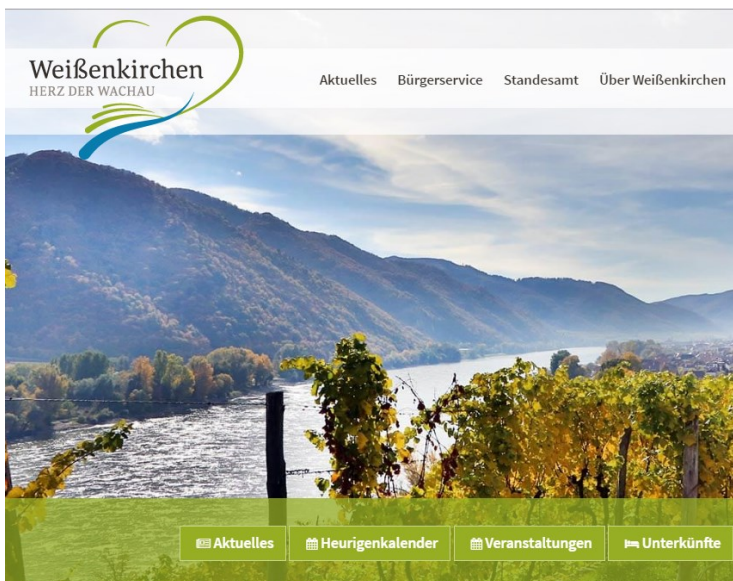 Weißenkirchen
HERZ DER WACHAU
Aktuelles Bürgerservice Standesamt Über Weißenkirchen
Aktuelles Heurigenkalender Veranstaltungen Unterkünfte